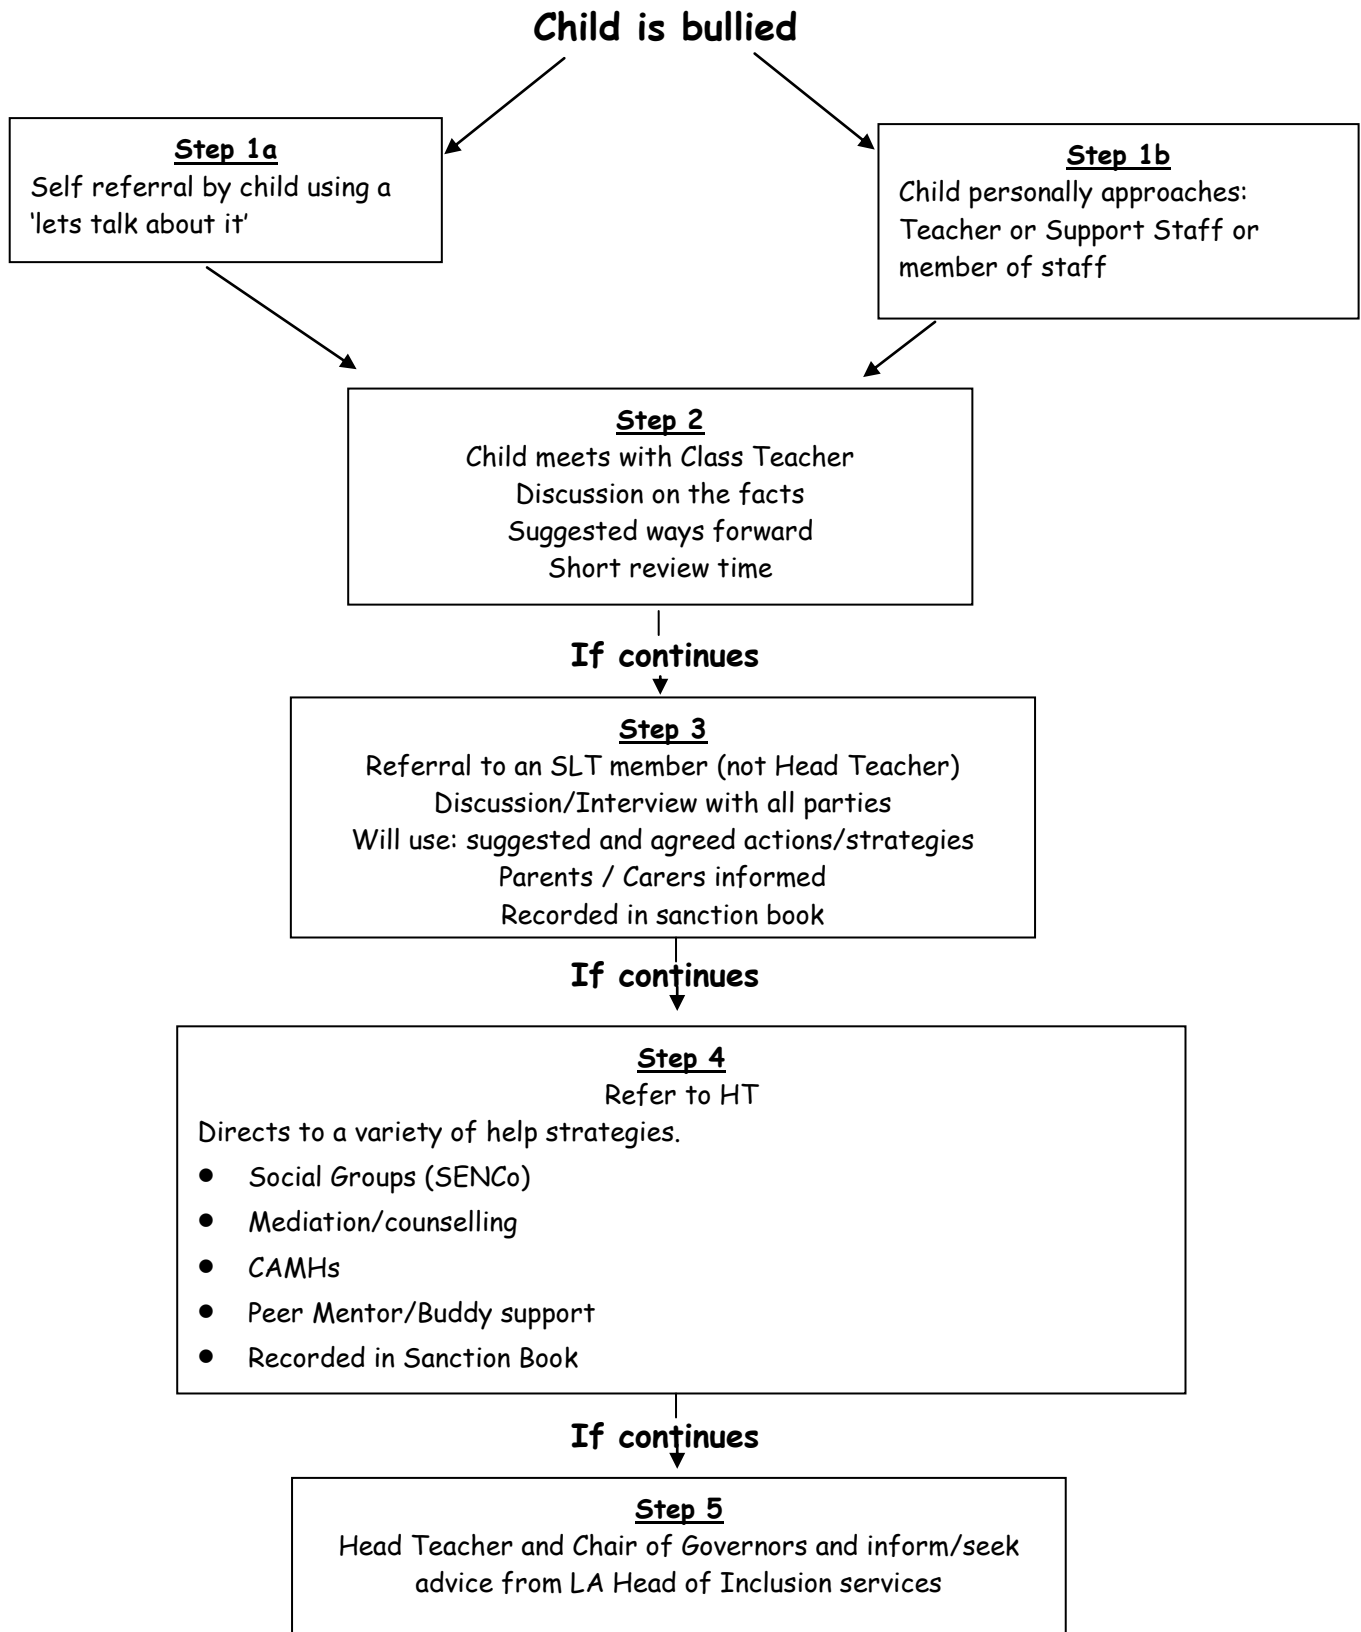 Child is bullied
Step 1a
Self referral by child using a
‘lets talk about it’
Step 1b
Child personally approaches:
Teacher or Support Staff or
member of staff
Step 2
Child meets with Class Teacher
Discussion on the facts
Suggested ways forward
Short review time
If continues
Step 3
Referral to an SLT member (not Head Teacher)
Discussion/Interview with all parties
Will use: suggested and agreed actions/strategies
Parents / Carers informed
Recorded in sanction book
If continues
Step 4
Refer to HT
Directs to a variety of help strategies.
● Social Groups (SENCo)
● Mediation/counselling
● CAMHs
● Peer Mentor/Buddy support
● Recorded in Sanction Book
If continues
Step 5
Head Teacher and Chair of Governors and inform/seek
advice from LA Head of Inclusion services